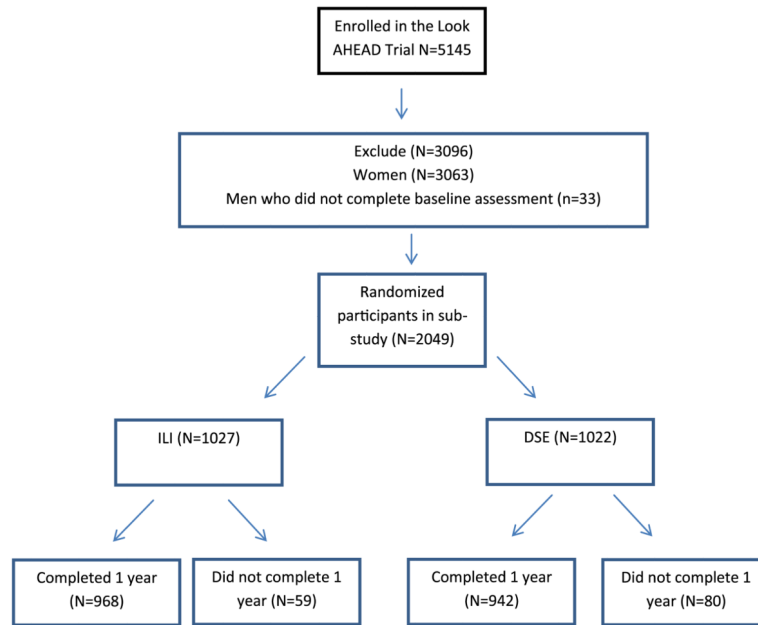 Enrolled in the Look
AHEAD Trial N=5145
Exclude (N=3096)
Women (N=3063)
Men who did not complete baseline assessment (n=33)
Randomized
participants in sub-
study (N=2049)
ILI (N=1027)
DSE (N=1022)
Completed 1 year
(N=968)
Did not complete 1
year (N=59)
Completed 1 year
(N=942)
Did not complete 1
year (N=80)